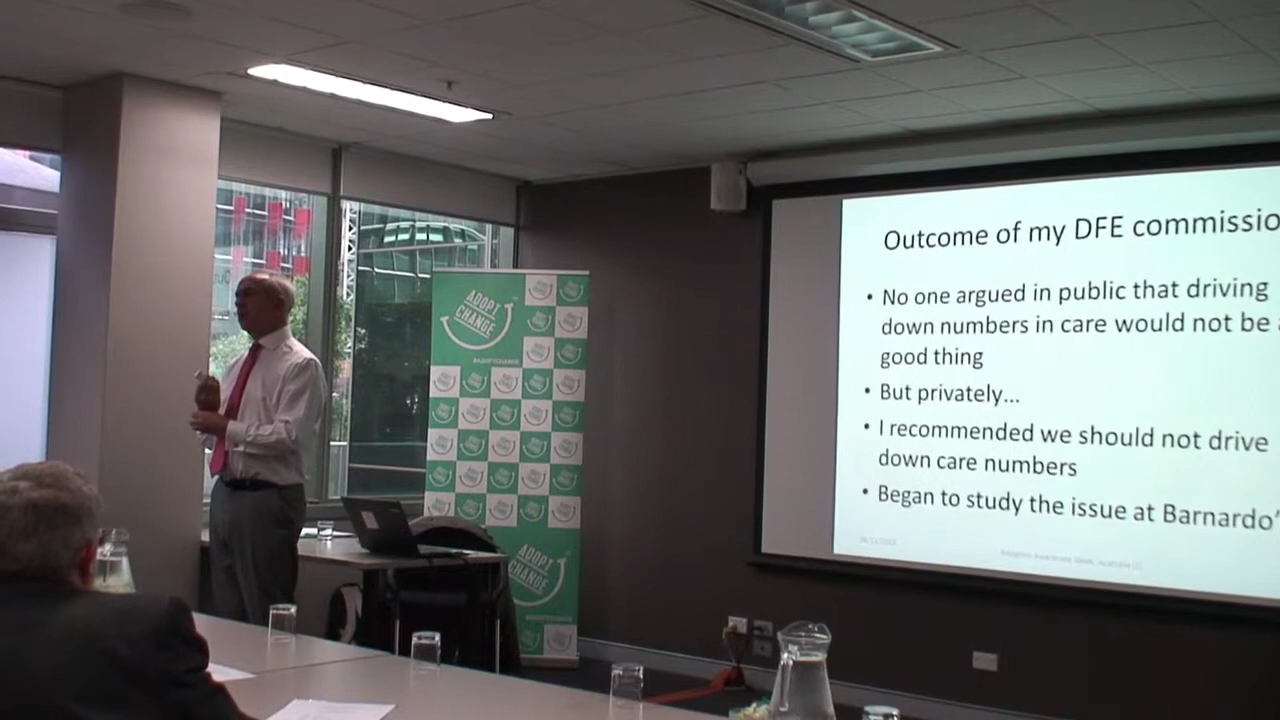 ADOPT
CHANGE
#ADOPTCHANGE
ADOPT
CHANGE
Outcome of my DFE commissio
• No one argued in public that driving
down numbers in care would not be a
good thing
• But privately...
• I recommended we should not drive
down care numbers
• Began to study the issue at Barnardo'